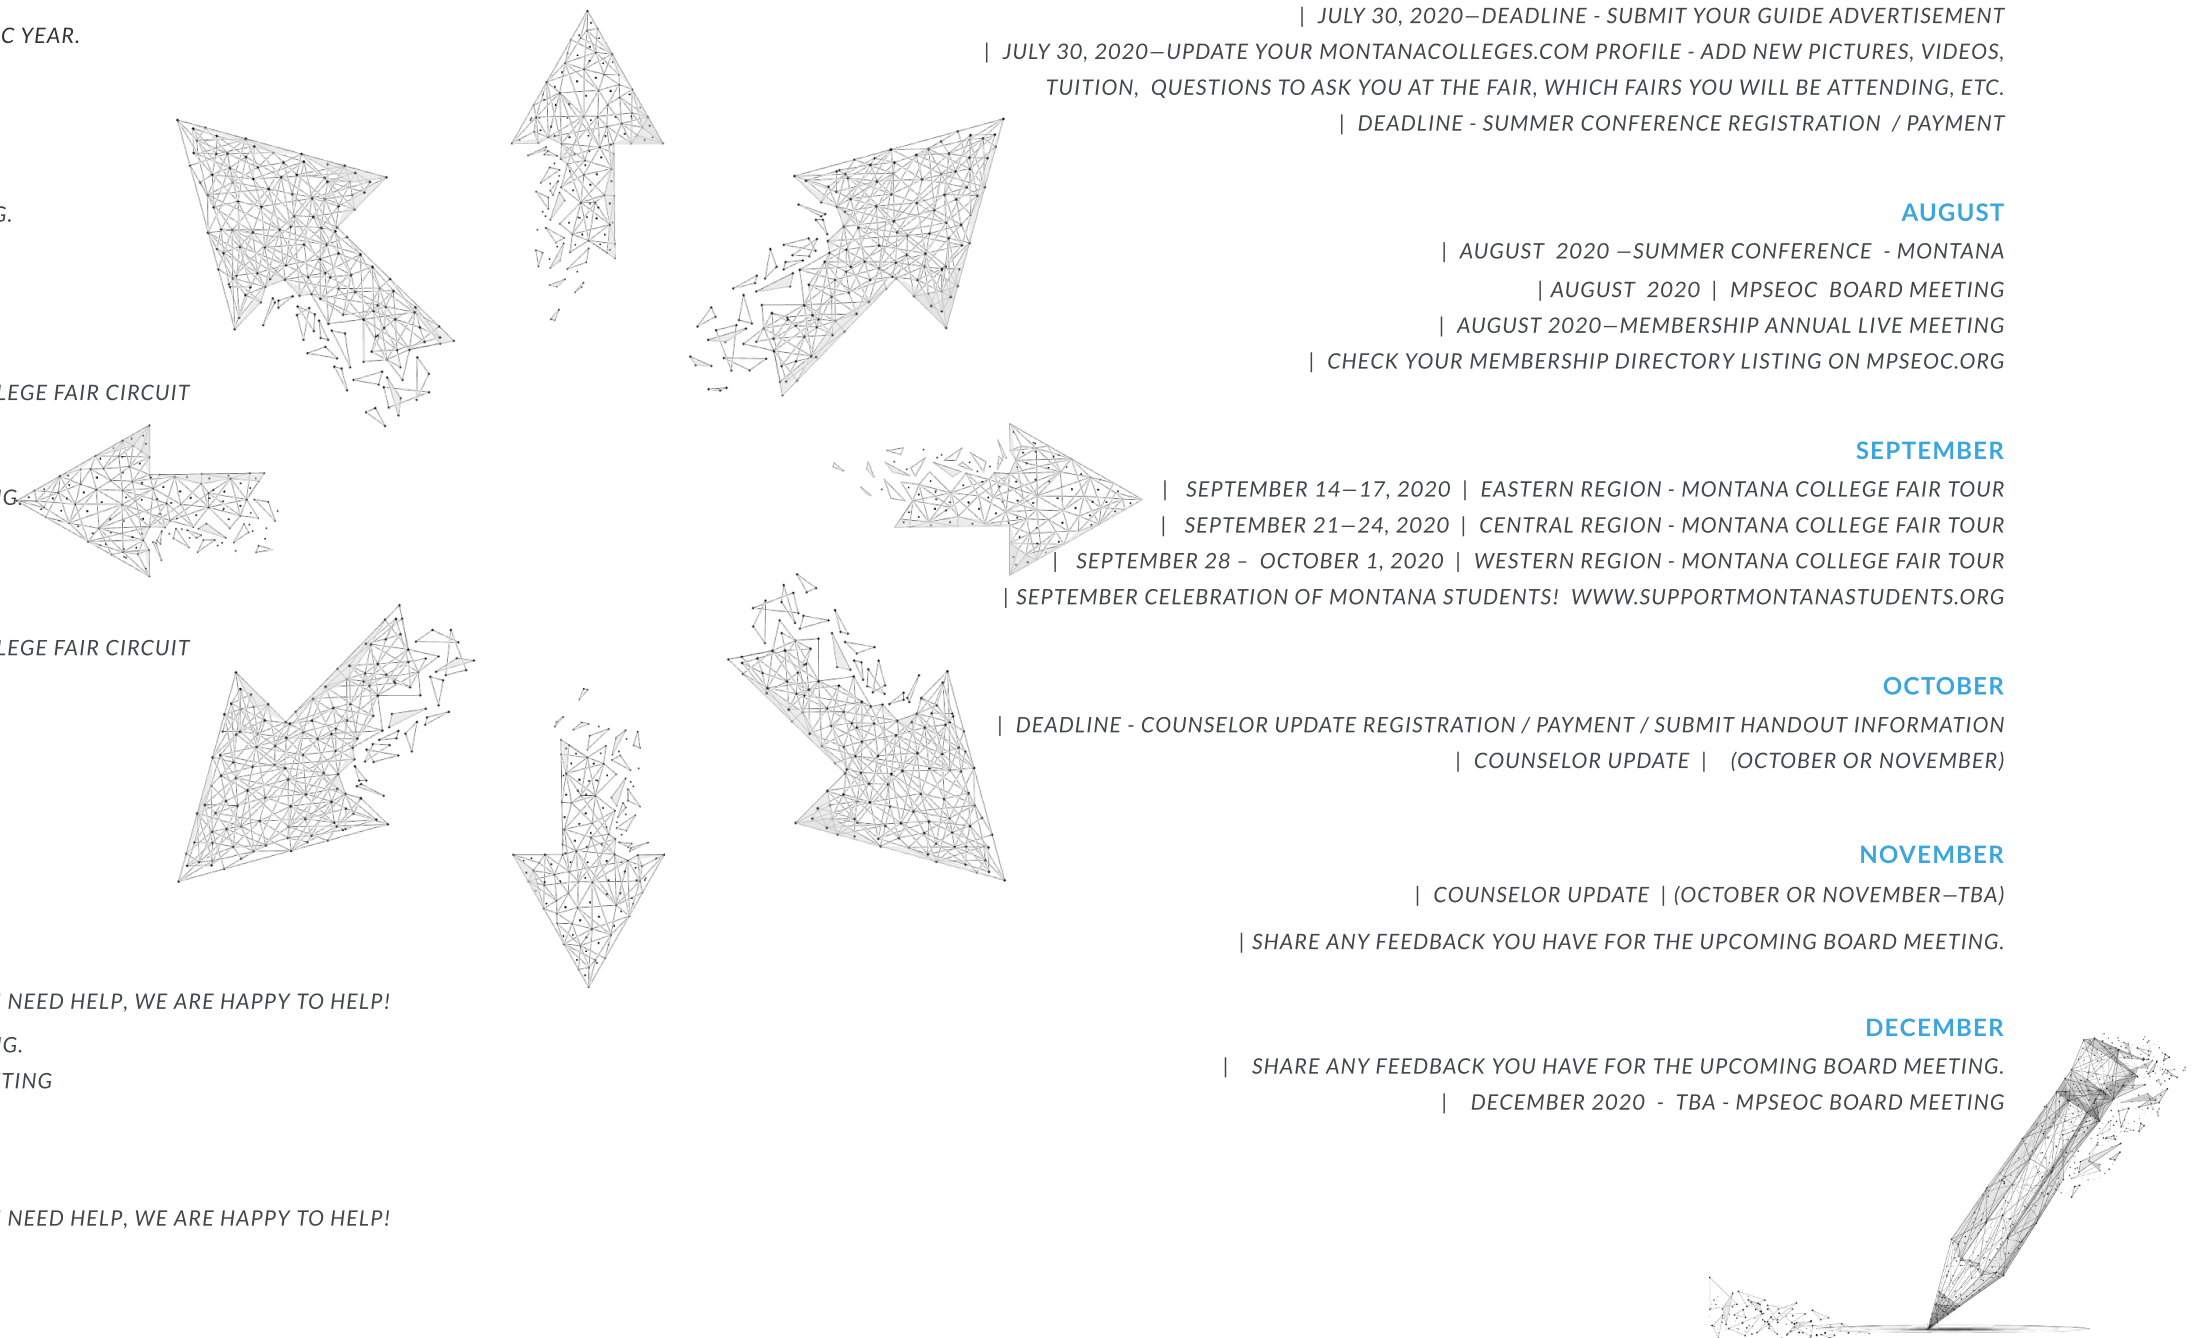 C YEAR.
G.
LEGE FAIR CIRCUIT
NG.
LEGE FAIR CIRCUIT
NEED HELP, WE ARE HAPPY TO HELP!
G.
TING
NEED HELP, WE ARE HAPPY TO HELP!
| JULY 30, 2020—DEADLINE - SUBMIT YOUR GUIDE ADVERTISEMENT
| JULY 30, 2020—UPDATE YOUR MONTANACOLLEGES.COM PROFILE - ADD NEW PICTURES, VIDEOS,
TUITION, QUESTIONS TO ASK YOU AT THE FAIR, WHICH FAIRS YOU WILL BE ATTENDING, ETC.
| DEADLINE - SUMMER CONFERENCE REGISTRATION / PAYMENT
AUGUST
| AUGUST 2020 —SUMMER CONFERENCE - MONTANA
| AUGUST 2020 | MPSEOC BOARD MEETING
| AUGUST 2020—MEMBERSHIP ANNUAL LIVE MEETING
| CHECK YOUR MEMBERSHIP DIRECTORY LISTING ON MPSEOC.ORG
SEPTEMBER
| SEPTEMBER 14—17, 2020 | EASTERN REGION - MONTANA COLLEGE FAIR TOUR
| SEPTEMBER 21—24, 2020 | CENTRAL REGION - MONTANA COLLEGE FAIR TOUR
| SEPTEMBER 28 – OCTOBER 1, 2020 | WESTERN REGION - MONTANA COLLEGE FAIR TOUR
| SEPTEMBER CELEBRATION OF MONTANA STUDENTS! WWW.SUPPORTMONTANASTUDENTS.ORG
OCTOBER
| DEADLINE - COUNSELOR UPDATE REGISTRATION / PAYMENT / SUBMIT HANDOUT INFORMATION
| COUNSELOR UPDATE | (OCTOBER OR NOVEMBER)
NOVEMBER
| COUNSELOR UPDATE | (OCTOBER OR NOVEMBER—TBA)
| SHARE ANY FEEDBACK YOU HAVE FOR THE UPCOMING BOARD MEETING.
DECEMBER
| SHARE ANY FEEDBACK YOU HAVE FOR THE UPCOMING BOARD MEETING.
| DECEMBER 2020 - TBA - MPSEOC BOARD MEETING